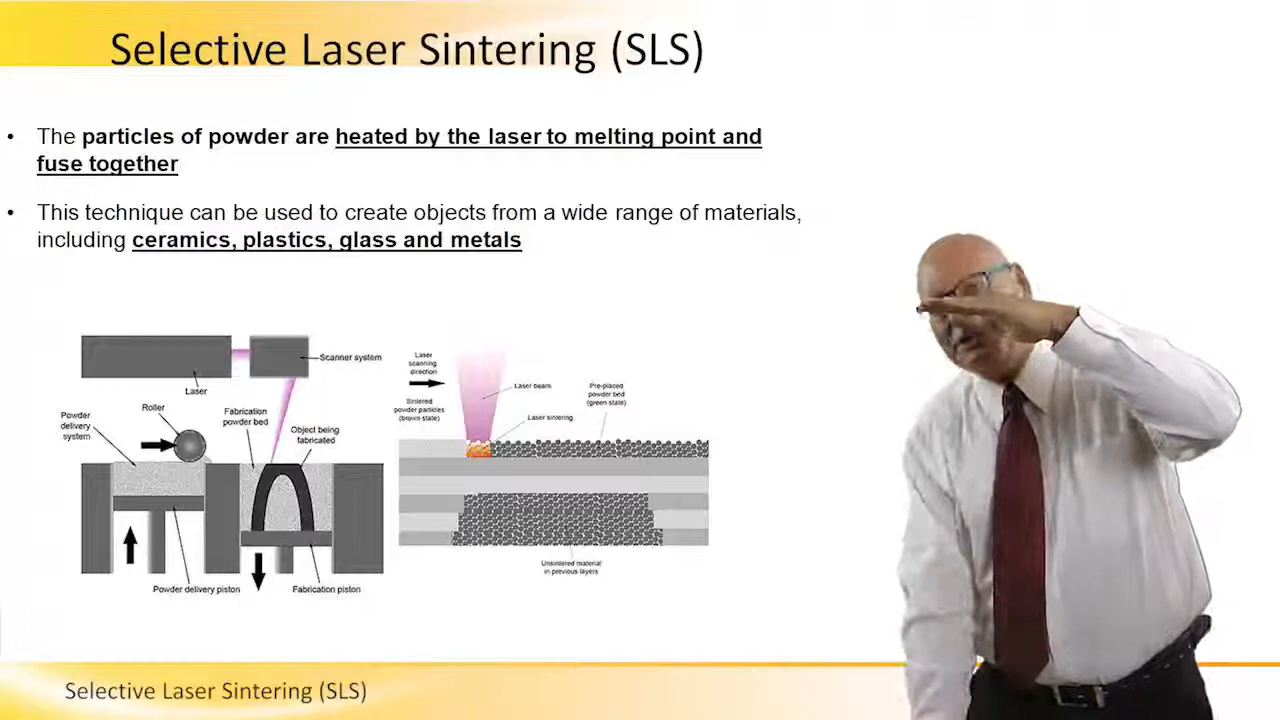 Selective Laser Sintering (SLS)
• The particles of powder are heated by the laser to melting point and
fuse together
• This technique can be used to create objects from a wide range of materials,
including ceramics, plastics, glass and metals
Scanner system
Laser
Roller
Powder
delivery
system
Fabrication
powder bed
Object being
fabricated
Powder delivery piston
Fabrication piston
Laser
scanning
direction
Sintered
powder particles
(brown state)
Laser beam
Laser sintering
Pre-placed
powder bed
(green state)
Unsintered material
in previous layers
Selective Laser Sintering (SLS)